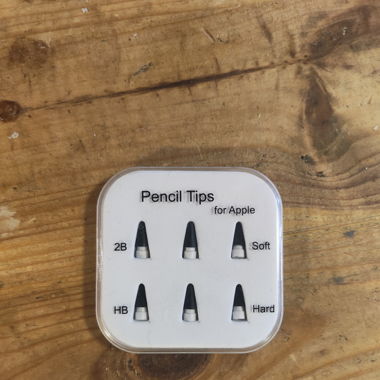 Pencil Tips
for Apple
2B Soft
HB Hard